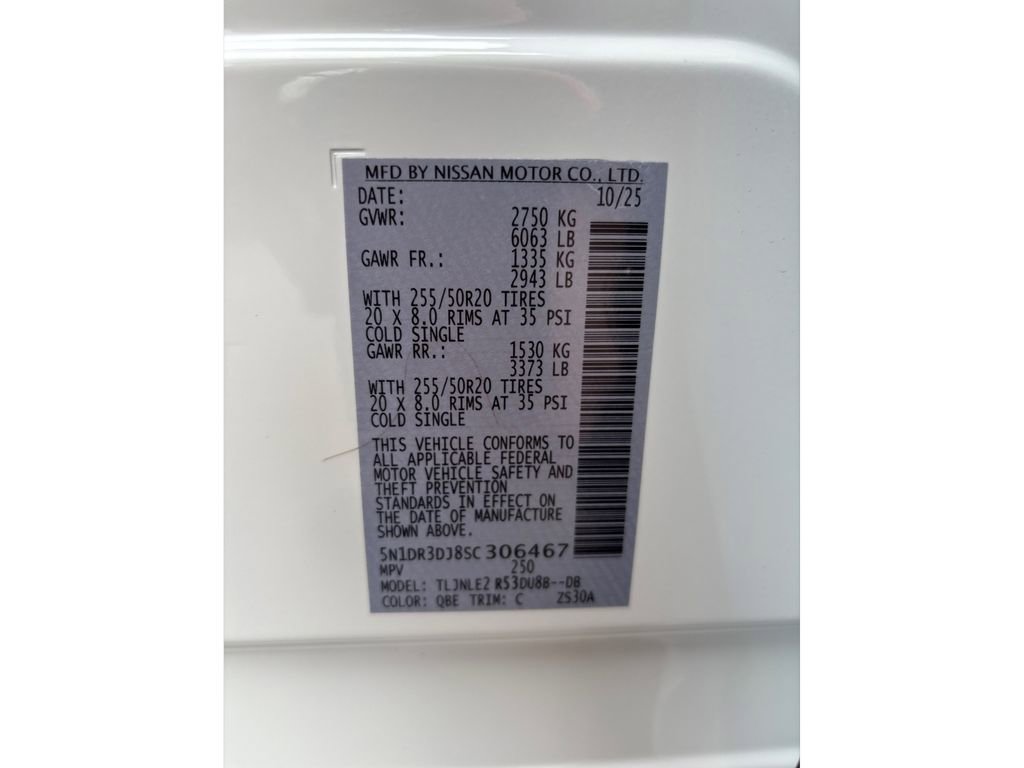 MFD BY NISSAN MOTOR CO., LTD.
DATE: 10/25
GVWR: 2750 KG
6063 LB
GAWR FR.: 1335 KG
2943 LB
WITH 255/50R20 TIRES
20 X 8.0 RIMS AT 35 PSI
COLD SINGLE
GAWR RR.: 1530 KG
3373 LB
WITH 255/50R20 TIRES
20 X 8.0 RIMS AT 35 PSI
COLD SINGLE
THIS VEHICLE CONFORMS TO
ALL APPLICABLE FEDERAL
MOTOR VEHICLE SAFETY AND
THEFT PREVENTION
STANDARDS IN EFFECT ON
THE DATE OF MANUFACTURE
SHOWN ABOVE.
5N1DR3DJ8SC306467
MPV 250
MODEL: TLJNLE2 R53DU8B--DB
COLOR: QBE TRIM: C ZS30A